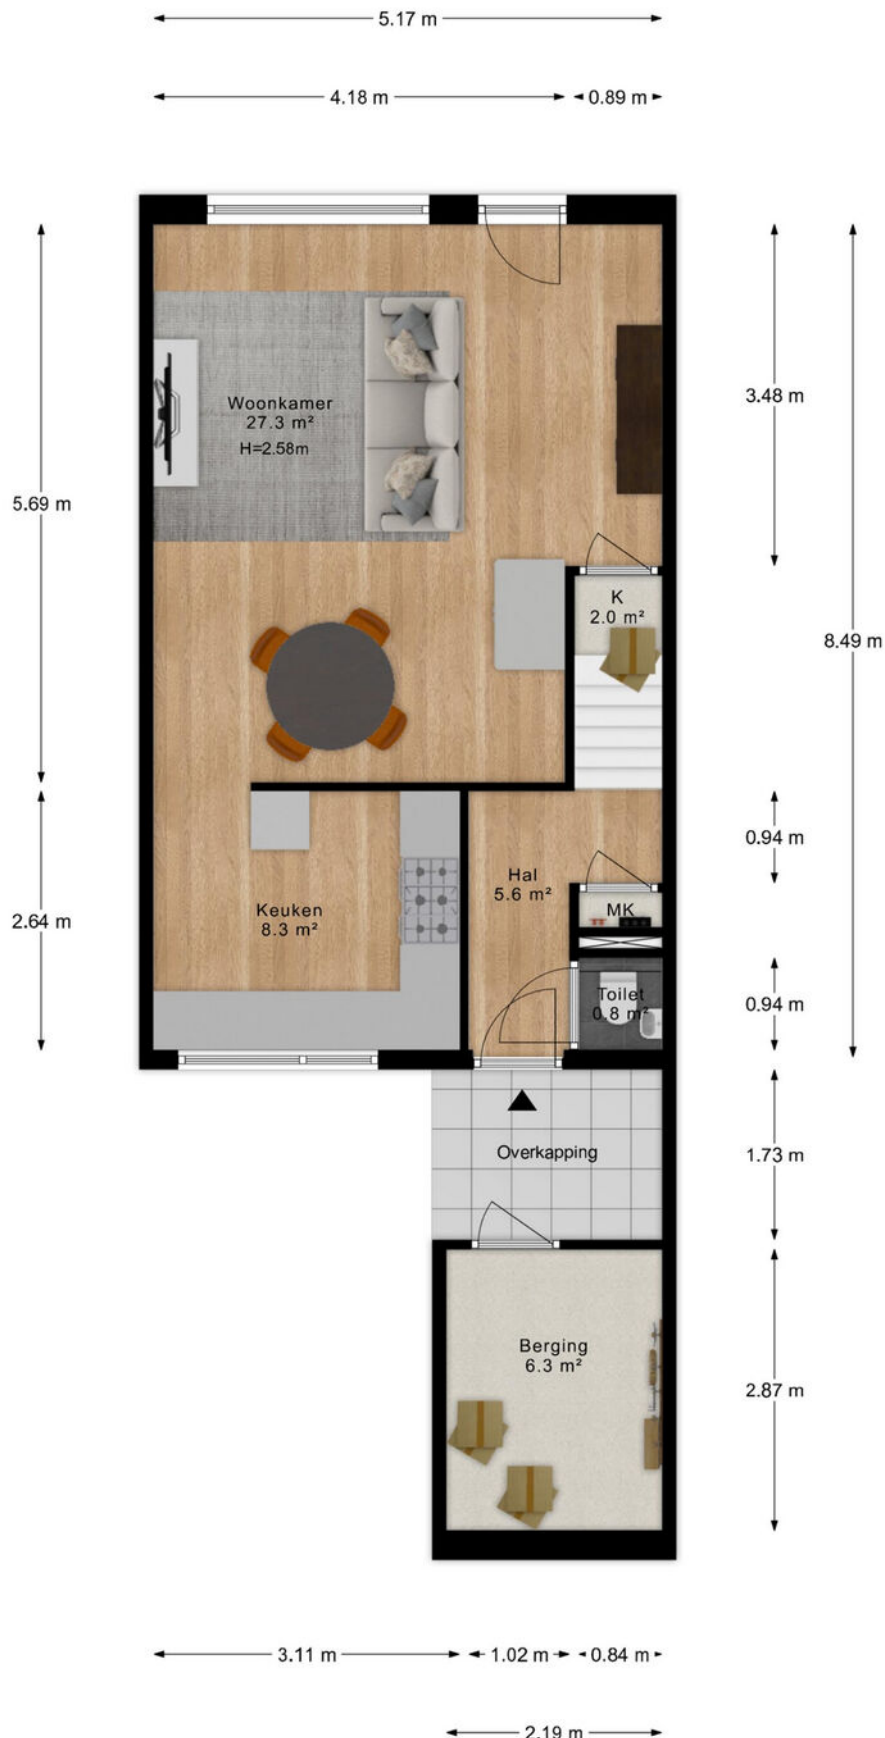 5.17 m
4.18 m
0.89 m
3.48 m
Woonkamer
27.3 m²
H=2.58m
5.69 m
K
2.0 m²
8.49 m
0.94 m
Hal
5.6 m²
Keuken
8.3 m²
MK
2.64 m
Toilet
0.8 m²
0.94 m
Overkapping
1.73 m
Berging
6.3 m²
2.87 m
3.11 m
1.02 m
0.84 m
2.19 m